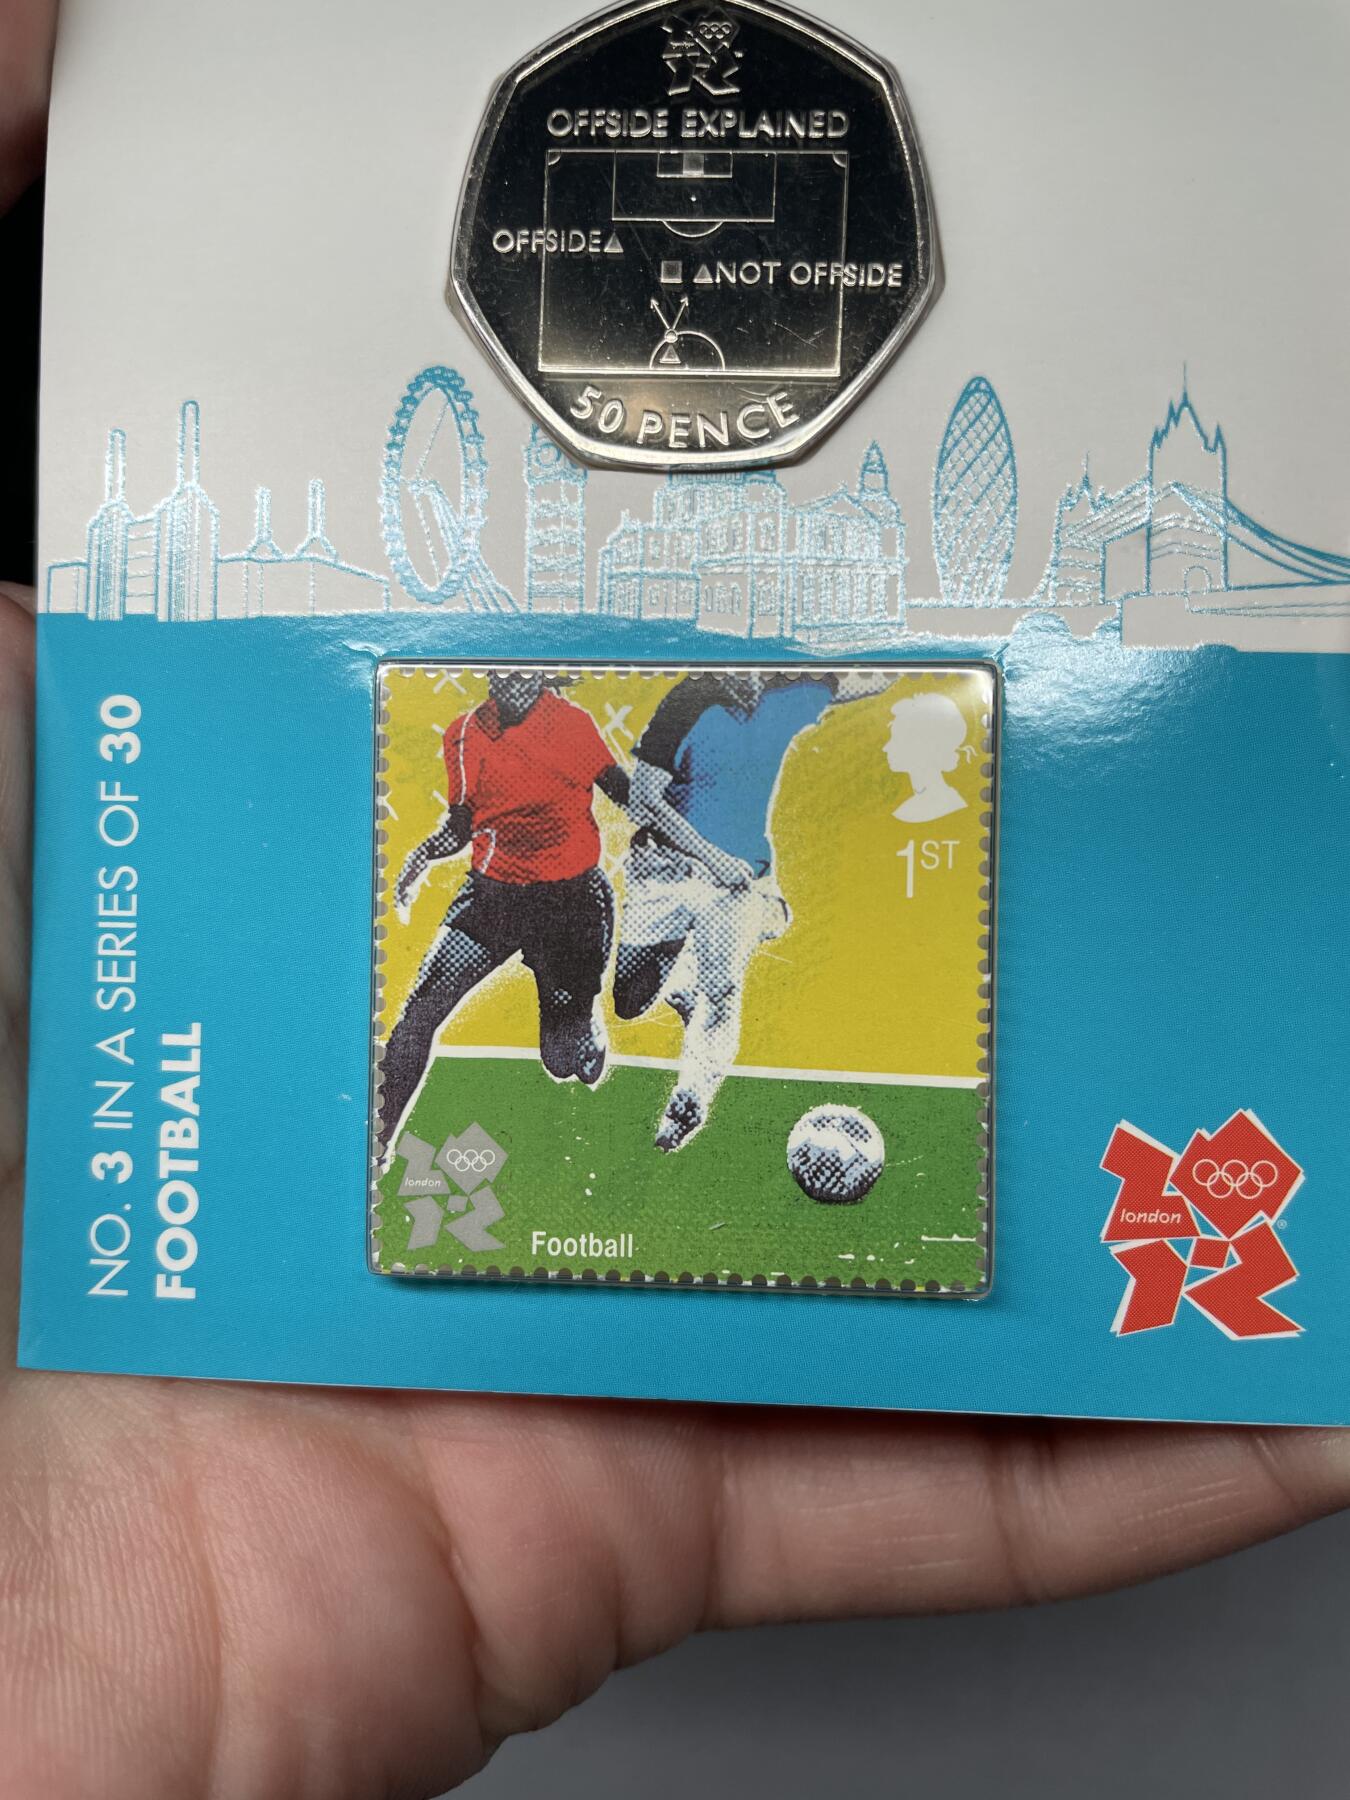 OFFSIDE EXPLAINED
OFFSIDE
NOT OFFSIDE
50 PENCE
NO. 3 IN A SERIES OF 30
FOOTBALL
1ST
london
Football
london